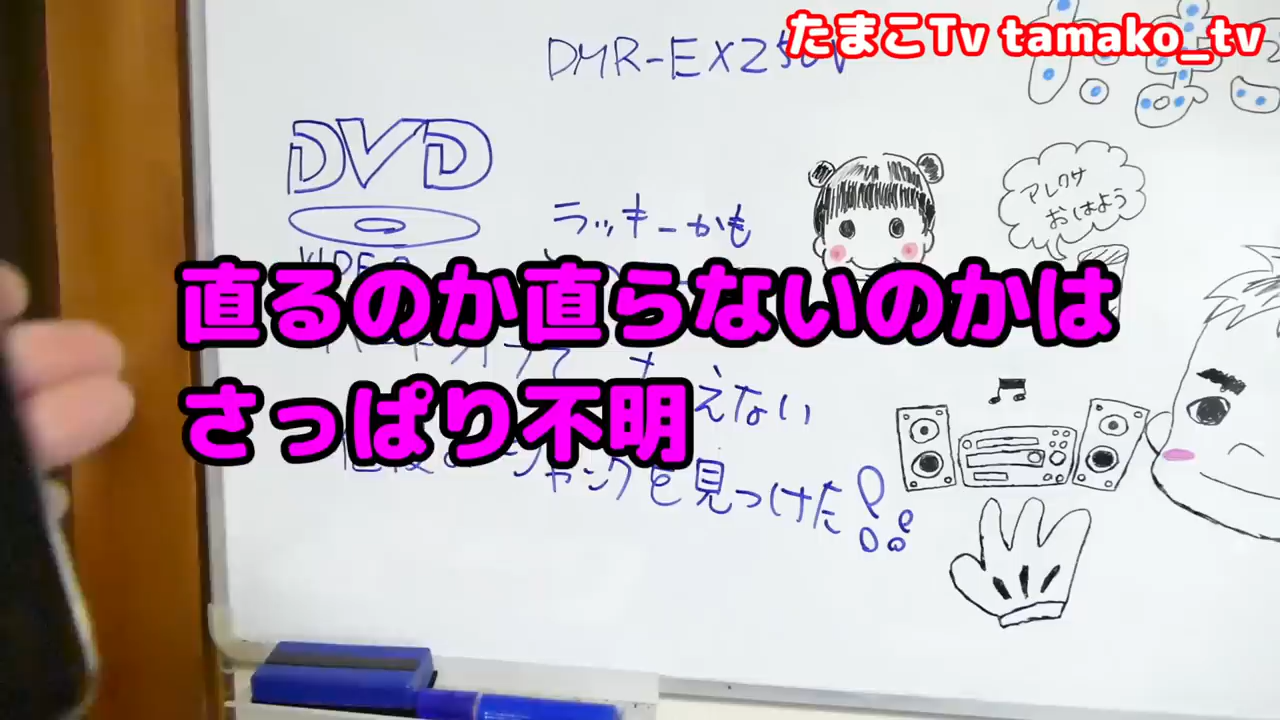 たまこTv tamako_tv
DMR-EX250V
DVD
アレクサ
おはよう
ラッキーかも
直るのか直らないのかは
さっぱり不明
えない
ジャンクを見つけた